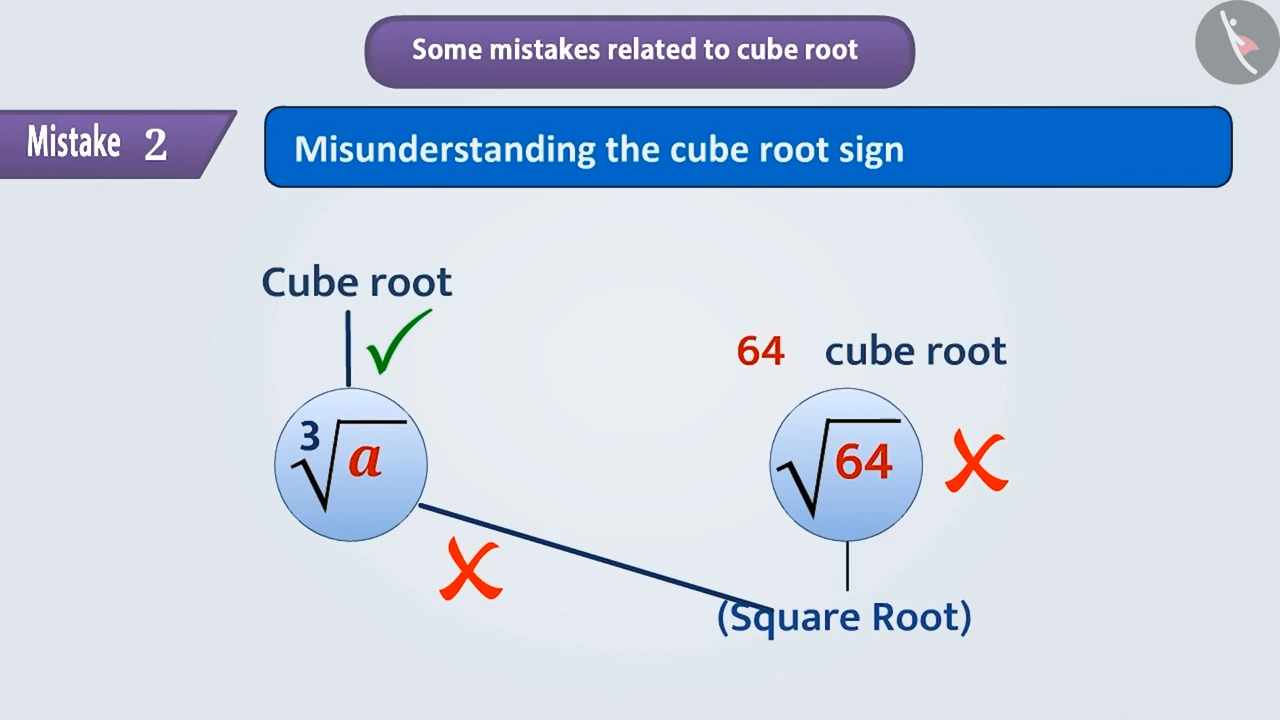 Some mistakes related to cube root
Mistake 2
Misunderstanding the cube root sign
Cube root
64 cube root
∛a
√64
(Square Root)